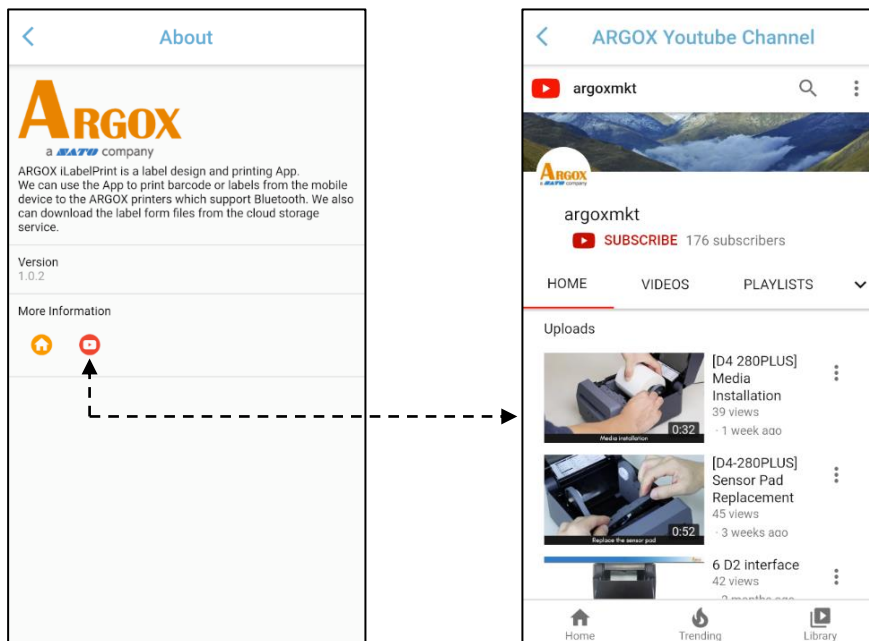 About
ARGOX
a SATO company
ARGOX iLabelPrint is a label design and printing App.
We can use the App to print barcode or labels from the mobile
device to the ARGOX printers which support Bluetooth. We also
can download the label form files from the cloud storage
service.
Version
1.0.2
More Information
ARGOX Youtube Channel
argoxmkt
ARGOX
a SATO company
argoxmkt
SUBSCRIBE 176 subscribers
HOME VIDEOS PLAYLISTS
Uploads
[D4 280PLUS]
Media
Installation
39 views
· 1 week ago
0:32
Media installation
[D4-280PLUS]
Sensor Pad
Replacement
45 views
· 3 weeks ago
0:52
Replace the sensor pad
6 D2 interface
42 views
months ago
Home Trending Library